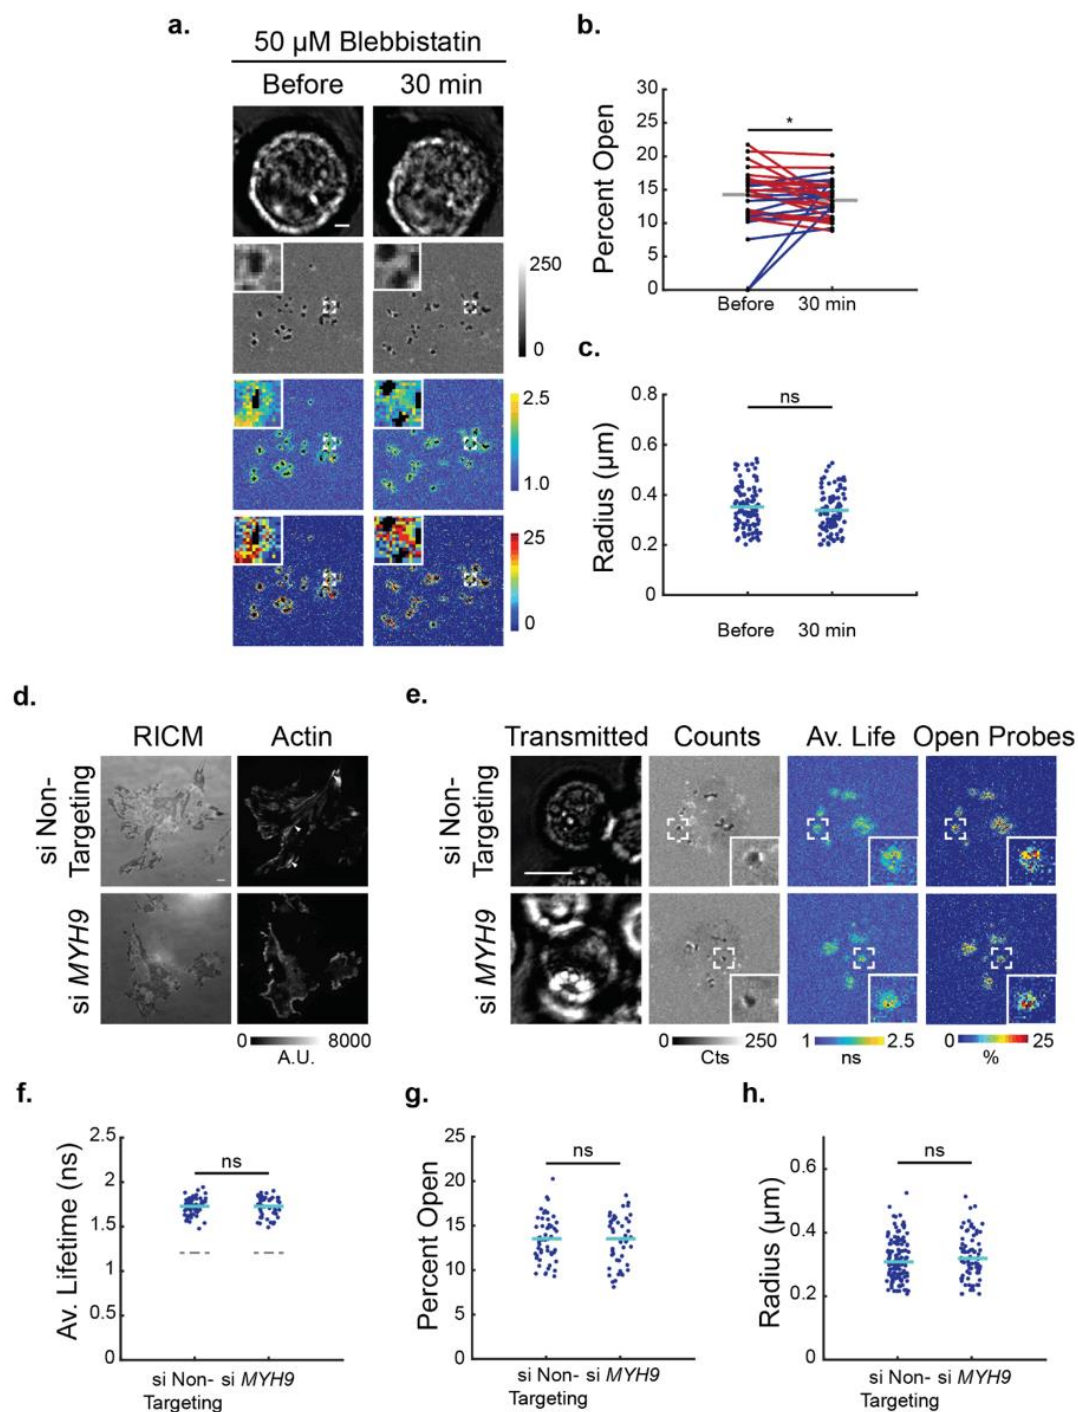 a.
50 µM Blebbistatin
Before 30 min
250
0
2.5
1.0
25
0
b.
Percent Open
30
25
20
15
10
5
0
*
Before 30 min
c.
Radius (µm)
0.8
0.6
0.4
0.2
0
ns
Before 30 min
d.
RICM Actin
si Non-
Targeting
si MYH9
0 8000
A.U.
e.
Transmitted Counts Av. Life Open Probes
si Non-
Targeting
si MYH9
0 250
Cts
1 2.5
ns
0 25
%
f.
Av. Lifetime (ns)
2.5
2
1.5
1
0.5
0
ns
si Non- si MYH9
Targeting
g.
Percent Open
25
20
15
10
5
0
ns
si Non- si MYH9
Targeting
h.
Radius (µm)
0.6
0.4
0.2
0
ns
si Non- si MYH9
Targeting